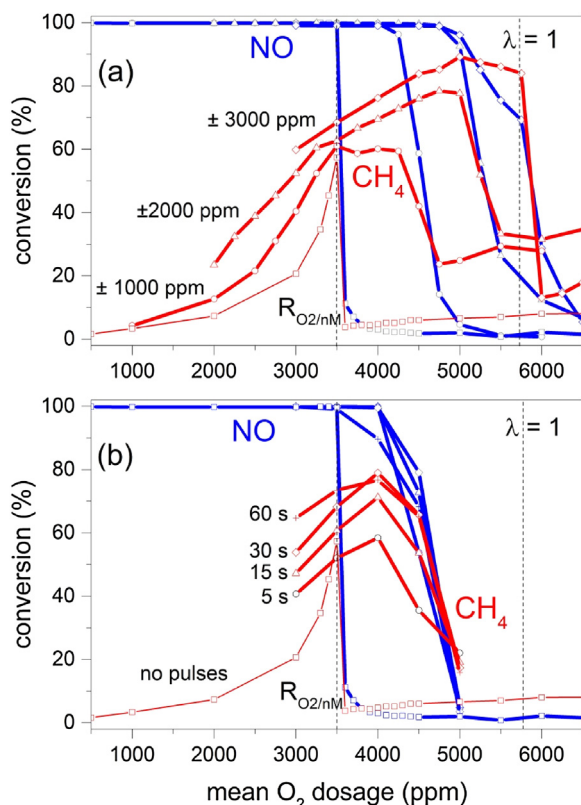 100
80
60
40
20
0
conversion (%)
(a)
NO
λ = 1
± 3000 ppm
CH₄
±2000 ppm
± 1000 ppm
R_O2/nM
1000 2000 3000 4000 5000 6000
100
80
60
40
20
0
conversion (%)
NO
λ = 1
(b)
60 s
30 s
15 s
5 s
CH₄
no pulses
R_O2/nM
1000 2000 3000 4000 5000 6000
mean O₂ dosage (ppm)